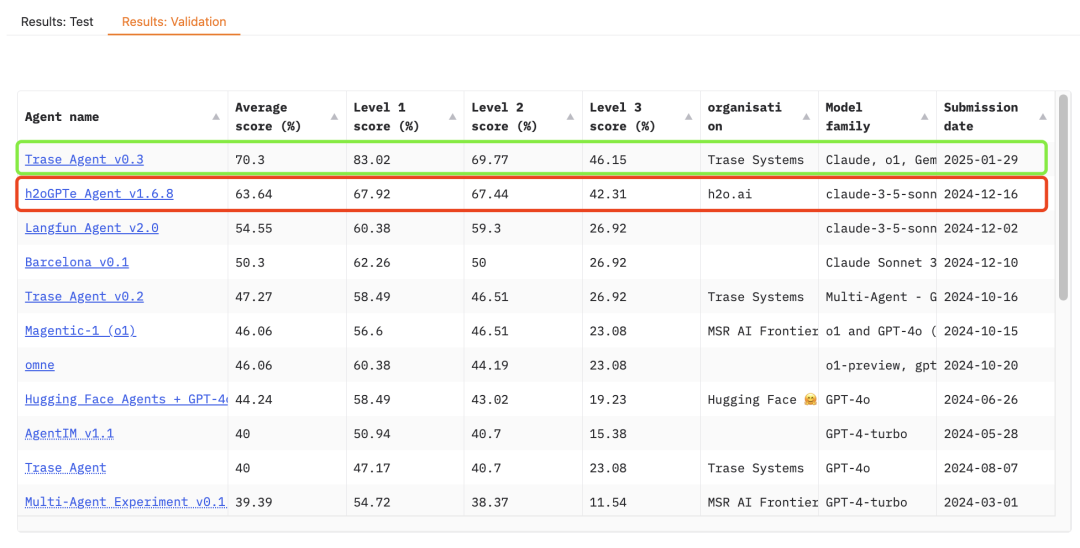 Results: Test Results: Validation
Agent name Average score (%) Level 1 score (%) Level 2 score (%) Level 3 score (%) organisati on Model family Submission date
Trase Agent v0.3 70.3 83.02 69.77 46.15 Trase Systems Claude, o1, Gem 2025-01-29
h2oGPTe Agent v1.6.8 63.64 67.92 67.44 42.31 h2o.ai claude-3-5-sonn 2024-12-16
Langfun Agent v2.0 54.55 60.38 59.3 26.92 claude-3-5-sonn 2024-12-02
Barcelona v0.1 50.3 62.26 50 26.92 Claude Sonnet 3 2024-12-10
Trase Agent v0.2 47.27 58.49 46.51 26.92 Trase Systems Multi-Agent - G 2024-10-16
Magentic-1 (o1) 46.06 56.6 46.51 23.08 MSR AI Frontier o1 and GPT-4o ( 2024-10-15
omne 46.06 60.38 44.19 23.08 o1-preview, gpt 2024-10-20
Hugging Face Agents + GPT-4o 44.24 58.49 43.02 19.23 Hugging Face 🤗 GPT-4o 2024-06-26
AgentIM v1.1 40 50.94 40.7 15.38 GPT-4-turbo 2024-05-28
Trase Agent 40 47.17 40.7 23.08 Trase Systems GPT-4o 2024-08-07
Multi-Agent Experiment v0.1 39.39 54.72 38.37 11.54 MSR AI Frontier GPT-4-turbo 2024-03-01